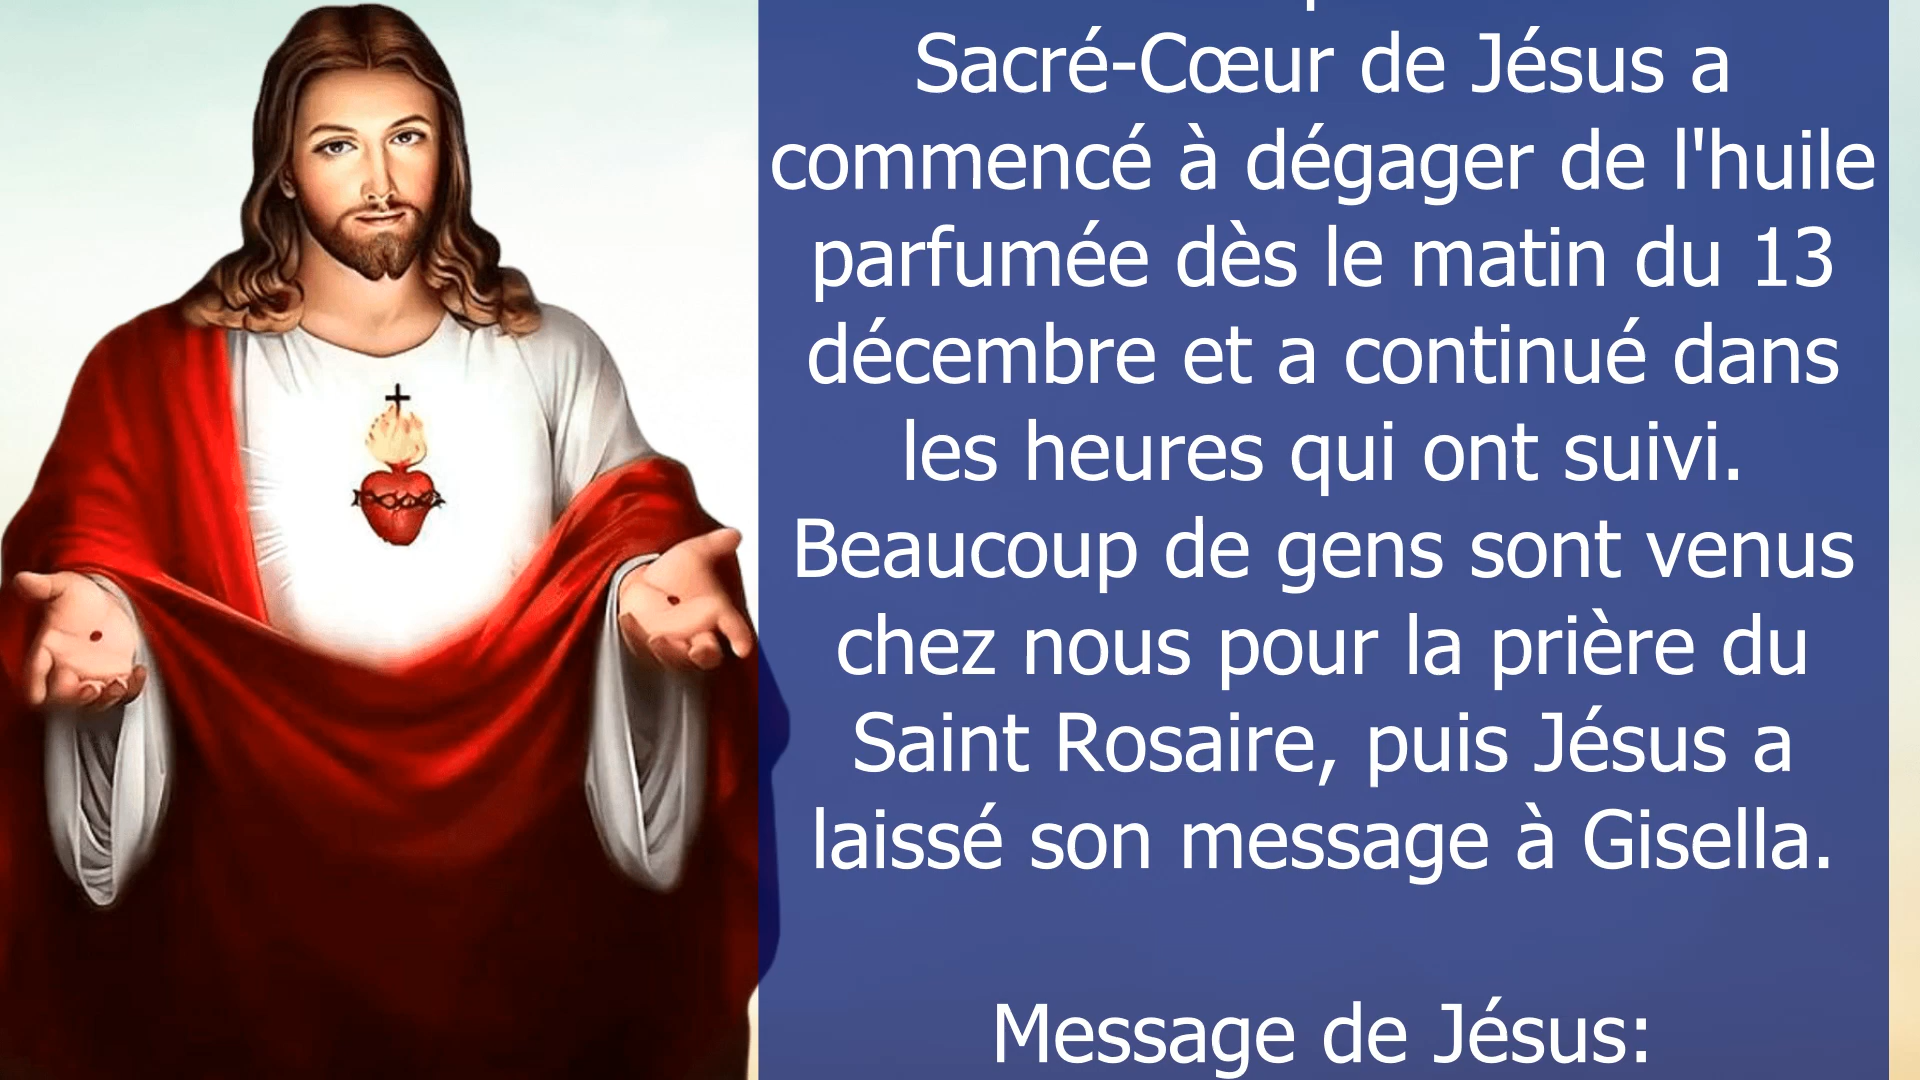 Sacré-Cœur de Jésus a
commencé à dégager de l'huile
parfumée dès le matin du 13
décembre et a continué dans
les heures qui ont suivi.
Beaucoup de gens sont venus
chez nous pour la prière du
Saint Rosaire, puis Jésus a
laissé son message à Gisella.
Message de Jésus: